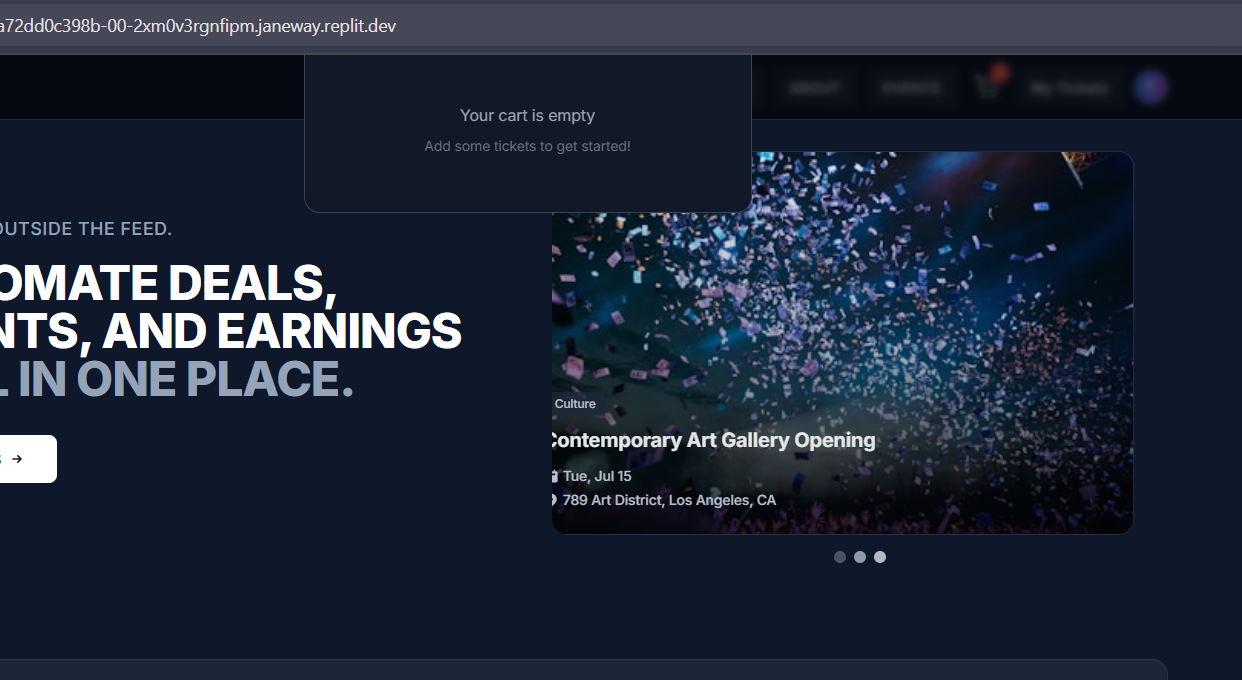 a72dd0c398b-00-2xm0v3rgnfipm.janeway.replit.dev
ABOUT
EVENTS
My Tickets
Your cart is empty
Add some tickets to get started!
OUTSIDE THE FEED.
OMATE DEALS,
NTS, AND EARNINGS
L IN ONE PLACE.
S →
Culture
Contemporary Art Gallery Opening
Tue, Jul 15
789 Art District, Los Angeles, CA